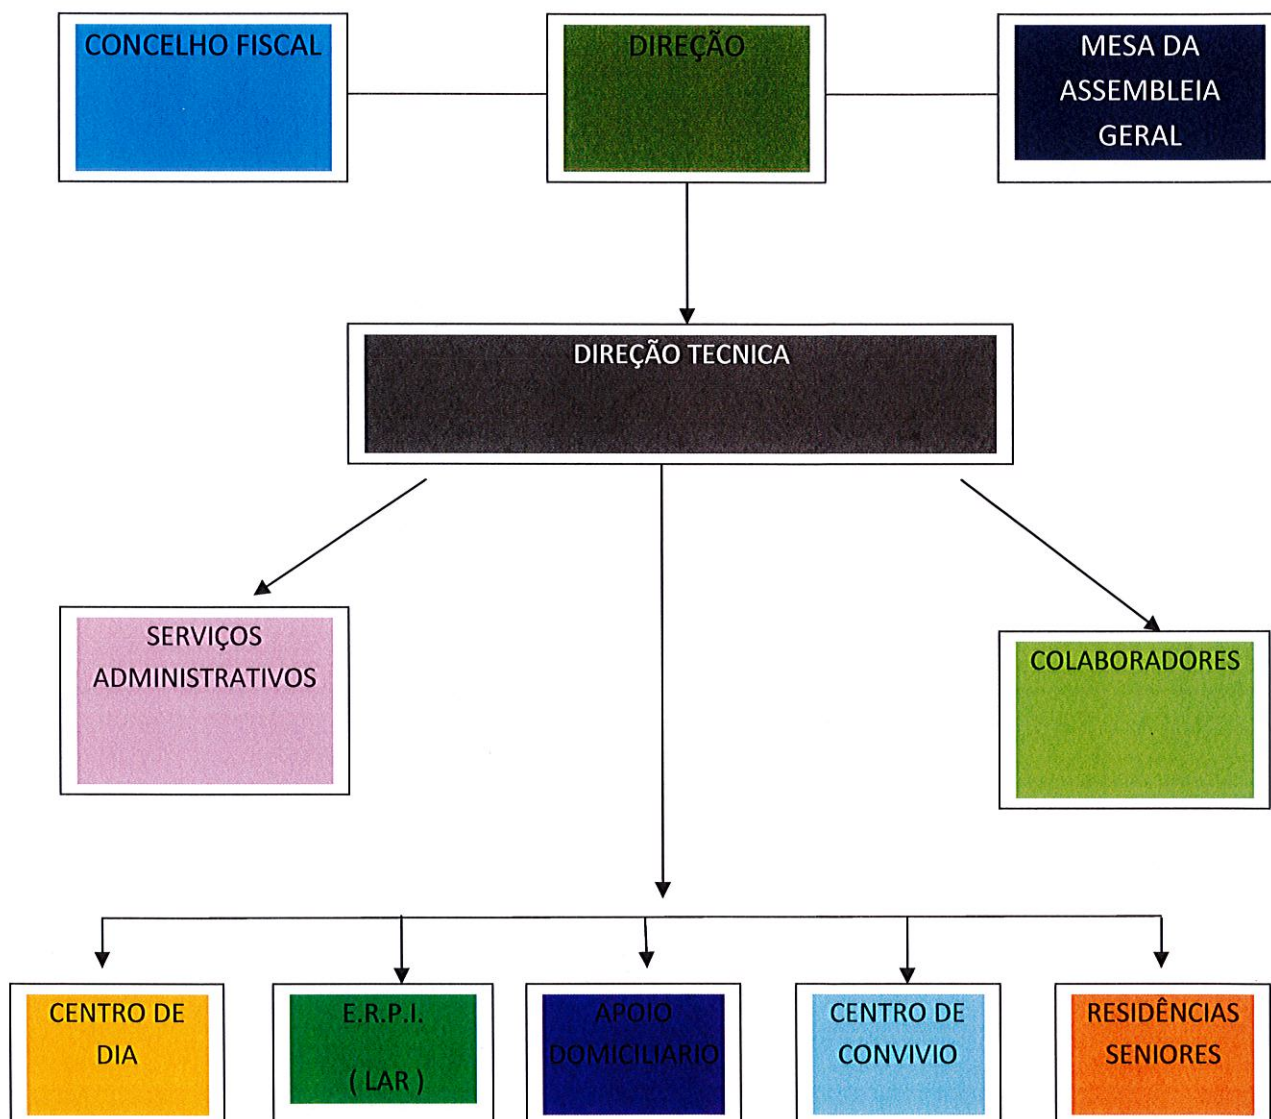 CONCELHO FISCAL
DIREÇÃO
MESA DA
ASSEMBLEIA
GERAL
DIREÇÃO TECNICA
SERVIÇOS
ADMINISTRATIVOS
COLABORADORES
CENTRO DE
DIA
E.R.P.I.
( LAR )
APOIO
DOMICILIARIO
CENTRO DE
CONVIVIO
RESIDÊNCIAS
SENIORES